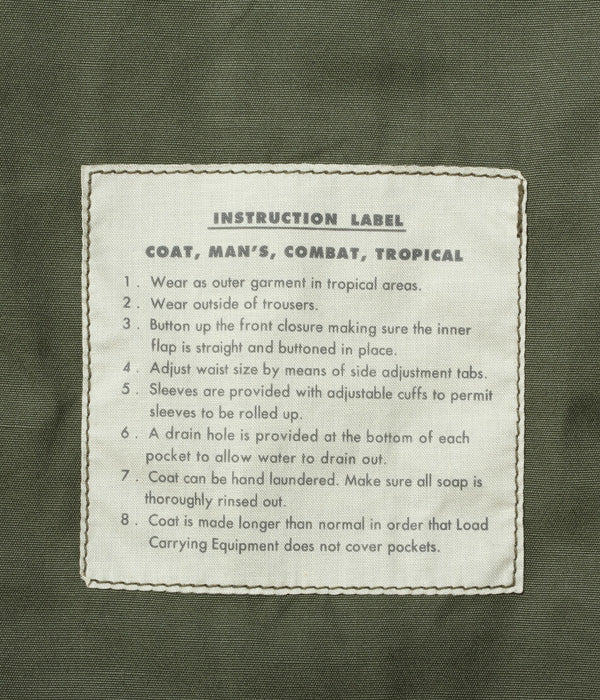 INSTRUCTION LABEL
COAT, MAN'S, COMBAT, TROPICAL
1. Wear as outer garment in tropical areas.
2. Wear outside of trousers.
3. Button up the front closure making sure the inner
flap is straight and buttoned in place.
4. Adjust waist size by means of side adjustment tabs.
5. Sleeves are provided with adjustable cuffs to permit
sleeves to be rolled up.
6. A drain hole is provided at the bottom of each
pocket to allow water to drain out.
7. Coat can be hand laundered. Make sure all soap is
thoroughly rinsed out.
8. Coat is made longer than normal in order that Load
Carrying Equipment does not cover pockets.